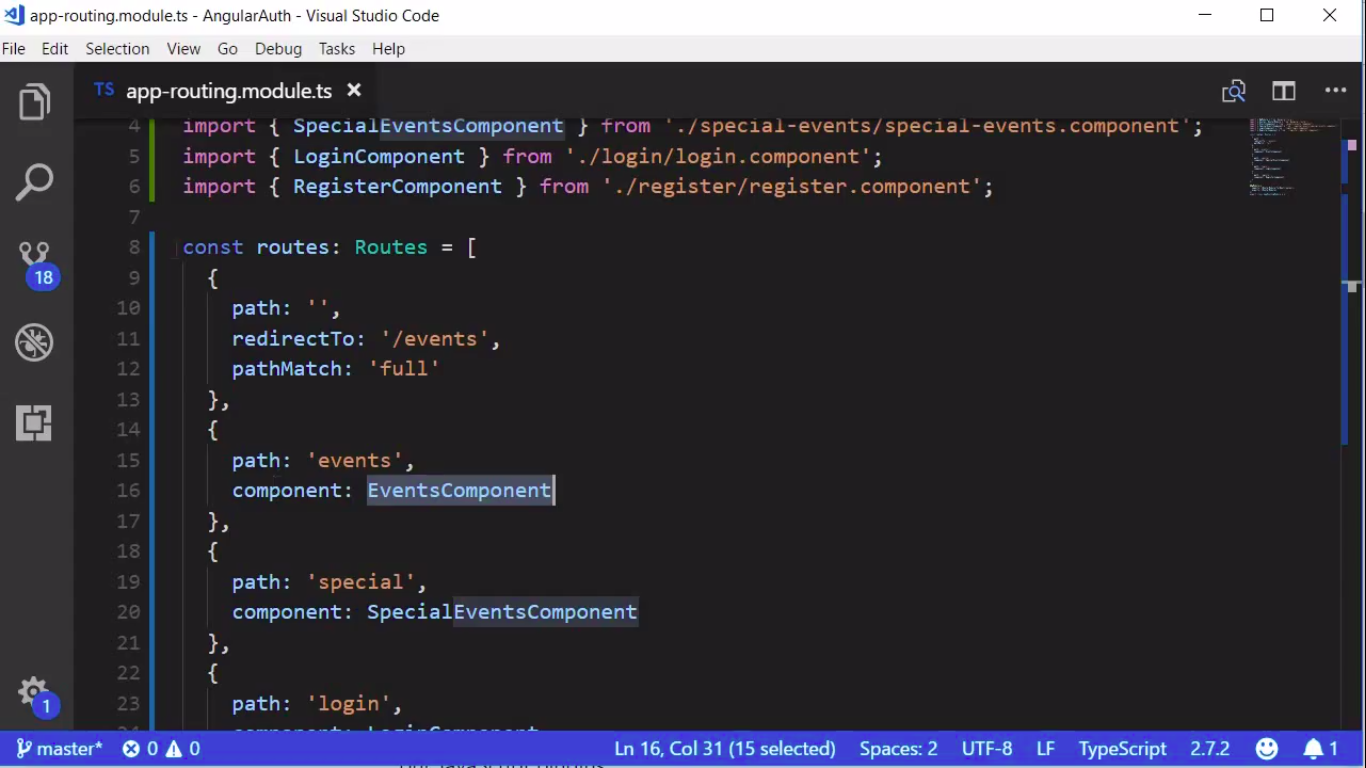 app-routing.module.ts - AngularAuth - Visual Studio Code
File Edit Selection View Go Debug Tasks Help
TS app-routing.module.ts
4 import { SpecialEventsComponent } from './special-events/special-events.component';
5 import { LoginComponent } from './login/login.component';
6 import { RegisterComponent } from './register/register.component';
7
8 const routes: Routes = [
9 {
10 path: '',
11 redirectTo: '/events',
12 pathMatch: 'full'
13 },
14 {
15 path: 'events',
16 component: EventsComponent
17 },
18 {
19 path: 'special',
20 component: SpecialEventsComponent
21 },
22 {
23 path: 'login',
24 component: LoginComponent
18
1
master* 0 0 Ln 16, Col 31 (15 selected) Spaces: 2 UTF-8 LF TypeScript 2.7.2 1